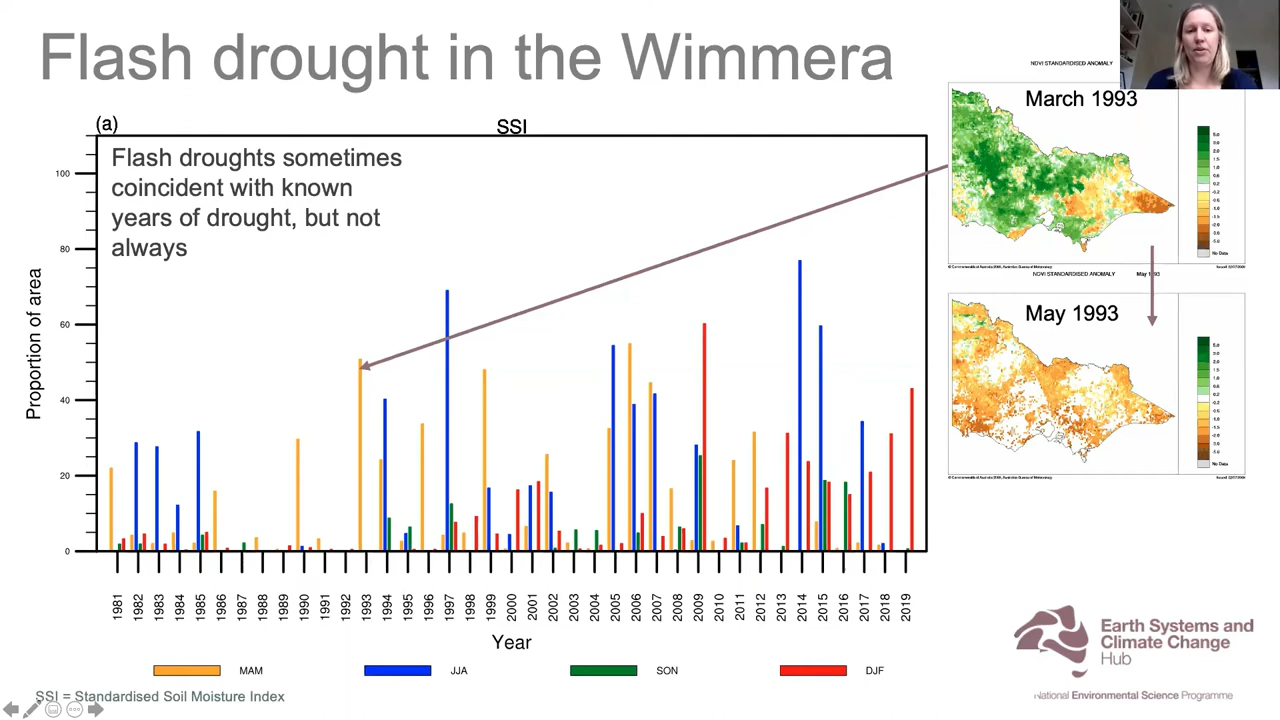 Flash drought in the Wimmera
(a)
SSI
Flash droughts sometimes
coincident with known
years of drought, but not
always
Proportion of area
100
80
60
40
20
0
1981 1982 1983 1984 1985 1986 1987 1988 1989 1990 1991 1992 1993 1994 1995 1996 1997 1998 1999 2000 2001 2002 2003 2004 2005 2006 2007 2008 2009 2010 2011 2012 2013 2014 2015 2016 2017 2018 2019
Year
MAM JJA SON DJF
SSI = Standardised Soil Moisture Index
NDVI STANDARDISED ANOMALY
March 1993
No Data
NDVI STANDARDISED ANOMALY
May 1993
No Data
Earth Systems and
Climate Change
Hub
National Environmental Science Programme